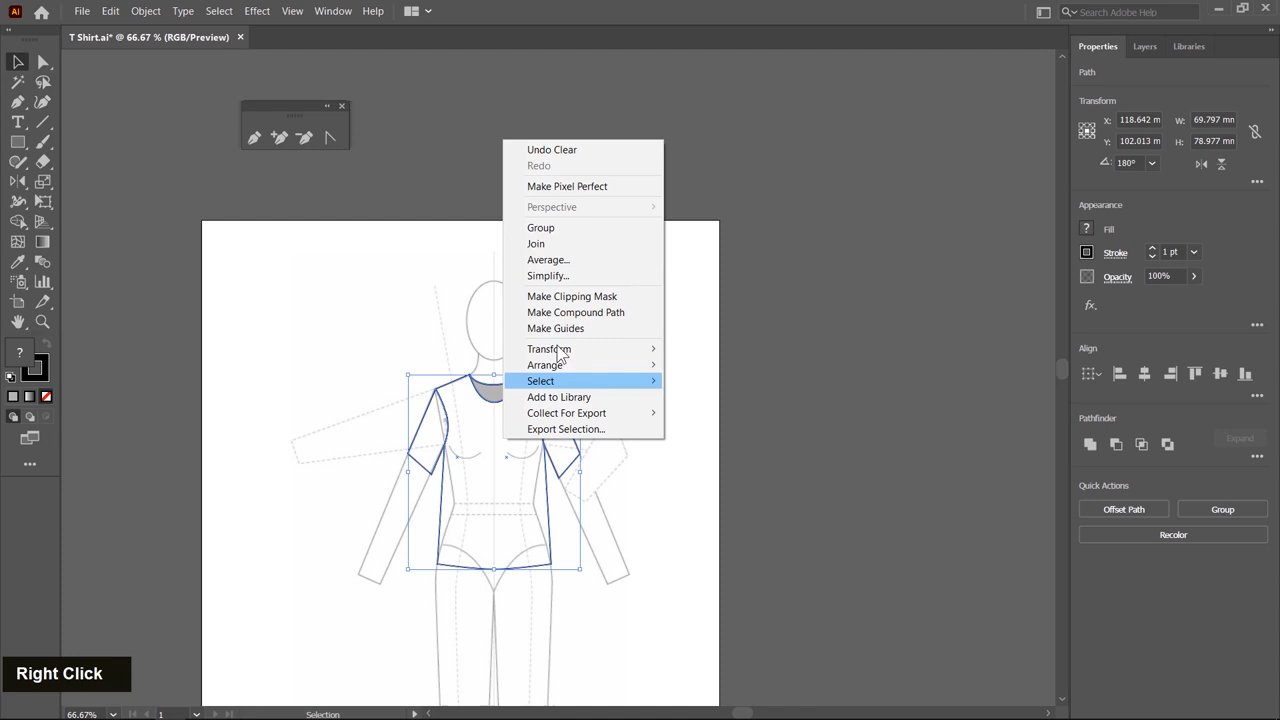 Ai File Edit Object Type Select Effect View Window Help Search Adobe Help
T Shirt.ai* @ 66.67 % (RGB/Preview)
Properties Layers Libraries
Path
Transform
X: 118.642 m W: 69.797 mn
Y: 102.013 m H: 78.977 mn
180°
Appearance
? Fill
Stroke 1 pt
Opacity 100%
fx.
Align
Pathfinder
Expand
Quick Actions
Offset Path Group
Recolor
Undo Clear
Redo
Make Pixel Perfect
Perspective
Group
Join
Average...
Simplify...
Make Clipping Mask
Make Compound Path
Make Guides
Transform
Arrange
Select
Add to Library
Collect For Export
Export Selection...
?
Right Click
66.67% 1 Selection